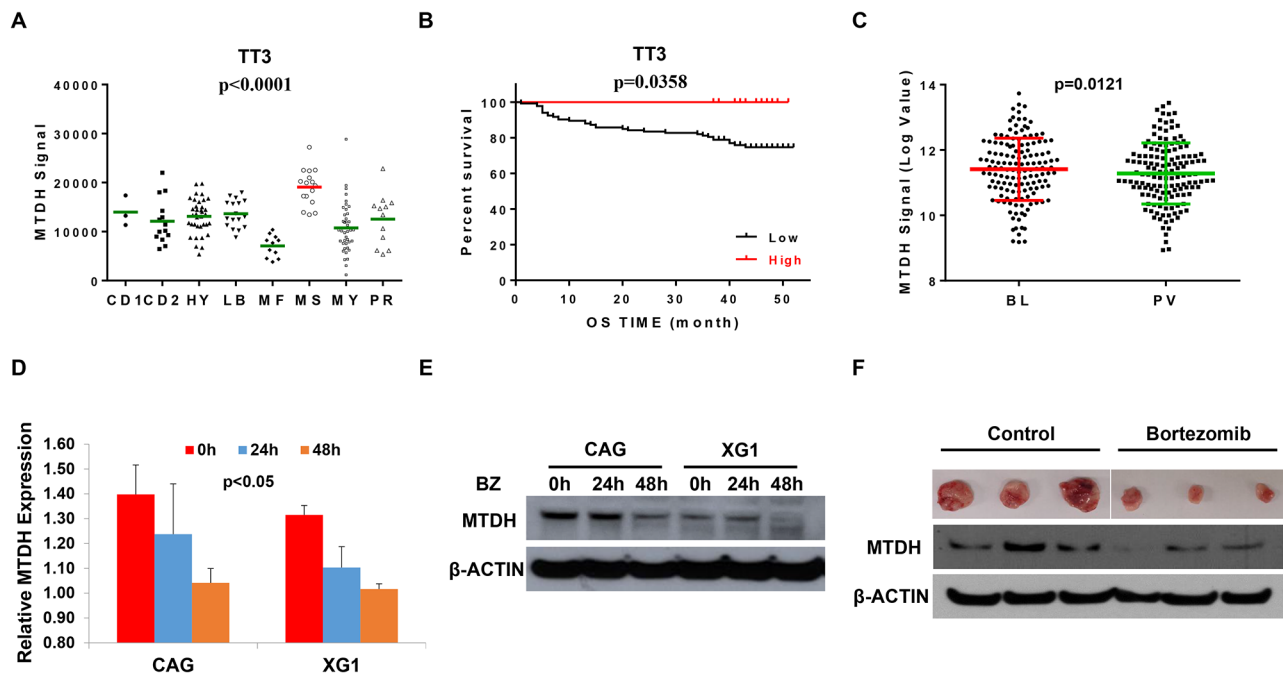 A
TT3
p<0.0001
MTDH Signal
40000
30000
20000
10000
0
CD1 CD2 HY LB MF MS MY PR
B
TT3
p=0.0358
Percent survival
100
80
60
40
20
0
0 10 20 30 40 50
OS TIME (month)
Low
High
C
p=0.0121
MTDH Signal (Log Value)
14
12
10
8
BL PV
D
Relative MTDH Expression
1.60
1.50
1.40
1.30
1.20
1.10
1.00
0.90
0.80
0h 24h 48h
p<0.05
CAG XG1
E
CAG XG1
BZ 0h 24h 48h 0h 24h 48h
MTDH
β-ACTIN
F
Control Bortezomib
MTDH
β-ACTIN